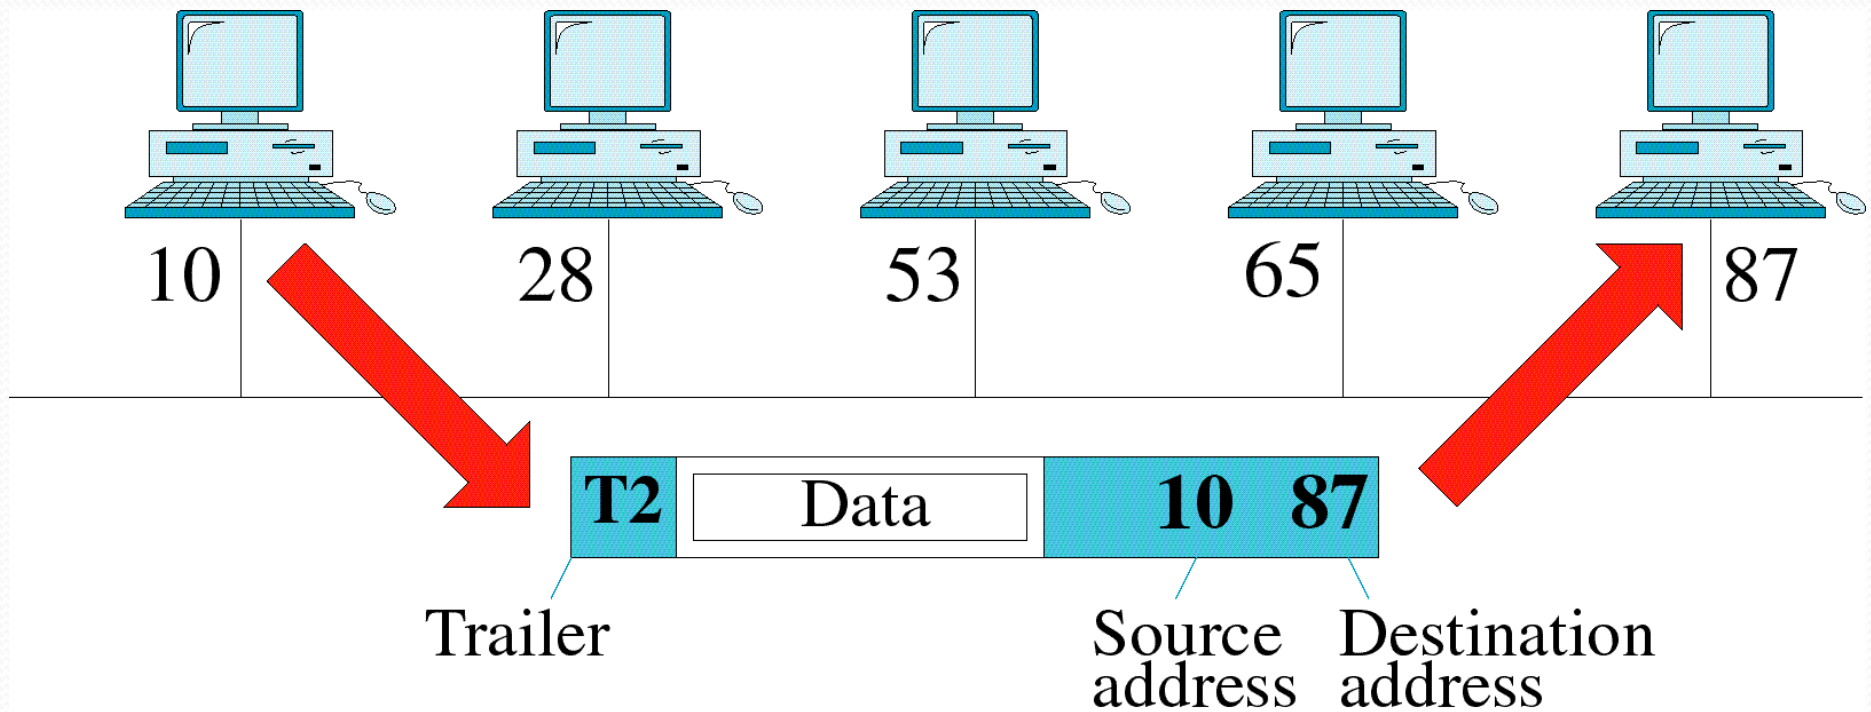 10 28 53 65 87
T2 Data 10 87
Trailer
Source
address
Destination
address